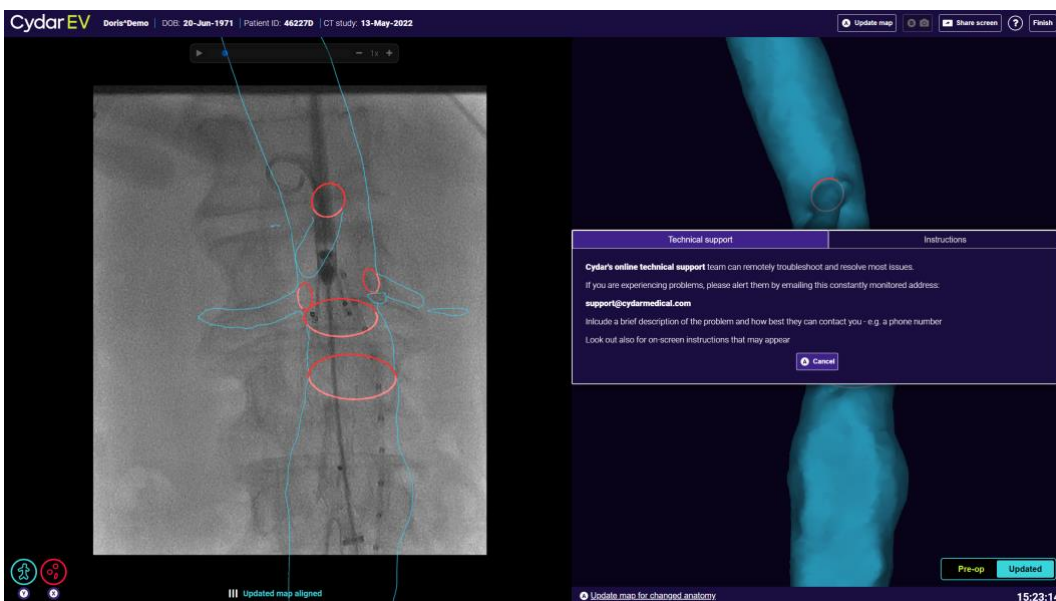 Cydar EV Doris^Demo DOB: 20-Jun-1971 Patient ID: 46227D CT study: 13-May-2022
A Update map
Share screen
?
Finish
1x
Technical support
Instructions
Cydar's online technical support team can remotely troubleshoot and resolve most issues.
If you are experiencing problems, please alert them by emailing this constantly monitored address:
support@cydarmedical.com
Inlcude a brief description of the problem and how best they can contact you - e.g. a phone number
Look out also for on-screen instructions that may appear
A Cancel
Pre-op
Updated
Y
X
Updated map aligned
A Update map for changed anatomy
15:23:14